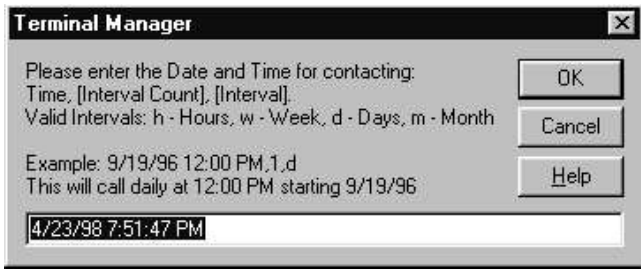 Terminal Manager
Please enter the Date and Time for contacting:
Time, [Interval Count], [Interval].
Valid Intervals: h - Hours, w - Week, d - Days, m - Month
Example: 9/19/96 12:00 PM,1,d
This will call daily at 12:00 PM starting 9/19/96
4/23/98 7:51:47 PM
OK
Cancel
Help